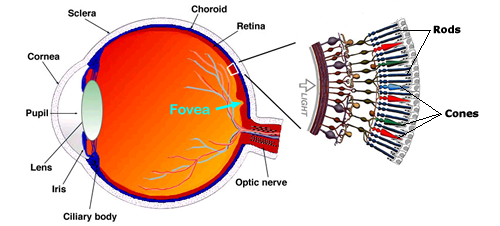 Choroid
Sclera
Retina
Cornea
Pupil
Lens
Iris
Ciliary body
Fovea
Optic nerve
LIGHT
Rods
Cones